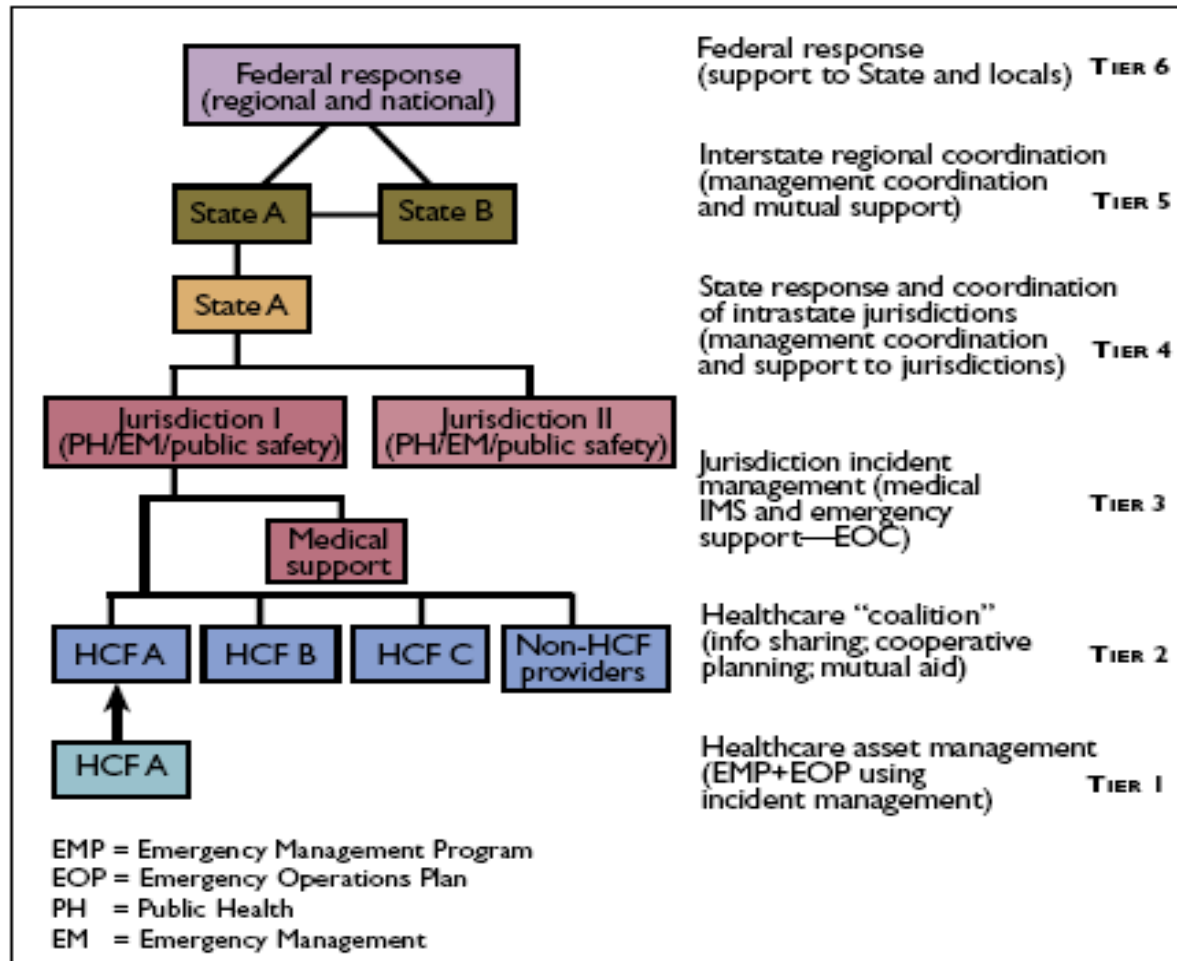 Federal response
(regional and national)
Federal response
(support to State and locals) TIER 6
State A
State B
Interstate regional coordination
(management coordination
and mutual support) TIER 5
State A
State response and coordination
of intrastate jurisdictions
(management coordination
and support to jurisdictions) TIER 4
Jurisdiction I
(PH/EM/public safety)
Jurisdiction II
(PH/EM/public safety)
Medical
support
Jurisdiction incident
management (medical
IMS and emergency
support—EOC) TIER 3
HCF A
HCF B
HCF C
Non-HCF
providers
Healthcare “coalition”
(info sharing; cooperative
planning; mutual aid) TIER 2
HCF A
Healthcare asset management
(EMP+EOP using
incident management) TIER 1
EMP = Emergency Management Program
EOP = Emergency Operations Plan
PH = Public Health
EM = Emergency Management